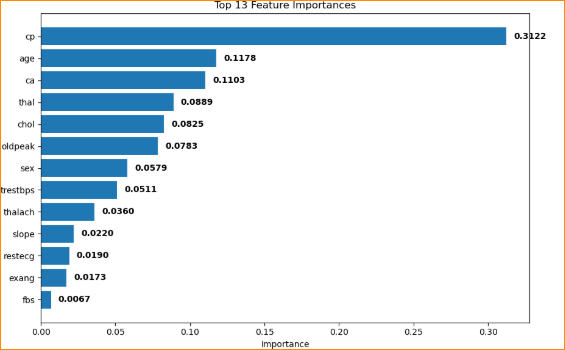 Top 13 Feature Importances
cp 0.3122
age 0.1178
ca 0.1103
thal 0.0889
chol 0.0825
oldpeak 0.0783
sex 0.0579
trestbps 0.0511
thalach 0.0360
slope 0.0220
restecg 0.0190
exang 0.0173
fbs 0.0067
0.00 0.05 0.10 0.15 0.20 0.25 0.30
Importance